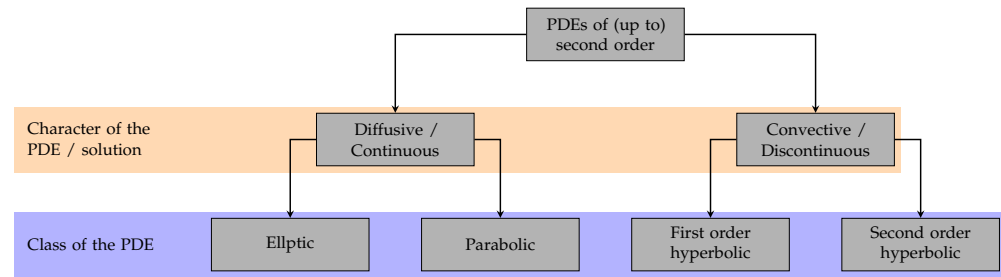 PDEs of (up to)
second order
Character of the
PDE / solution
Diffusive /
Continuous
Convective /
Discontinuous
Class of the PDE
Ellptic
Parabolic
First order
hyperbolic
Second order
hyperbolic